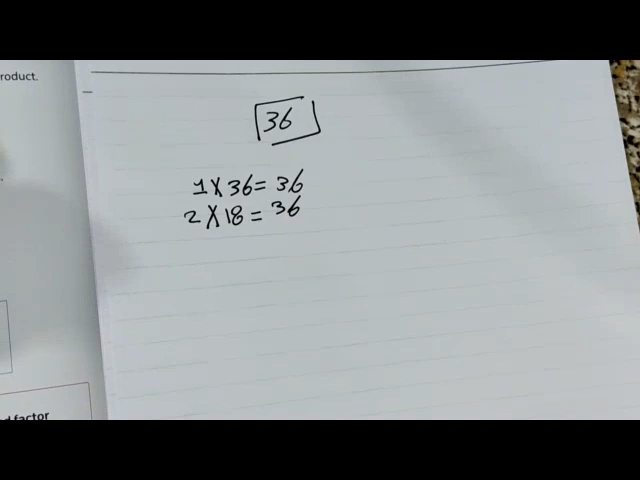 roduct.
36
1 X 36 = 36
2 X 18 = 36
d factor